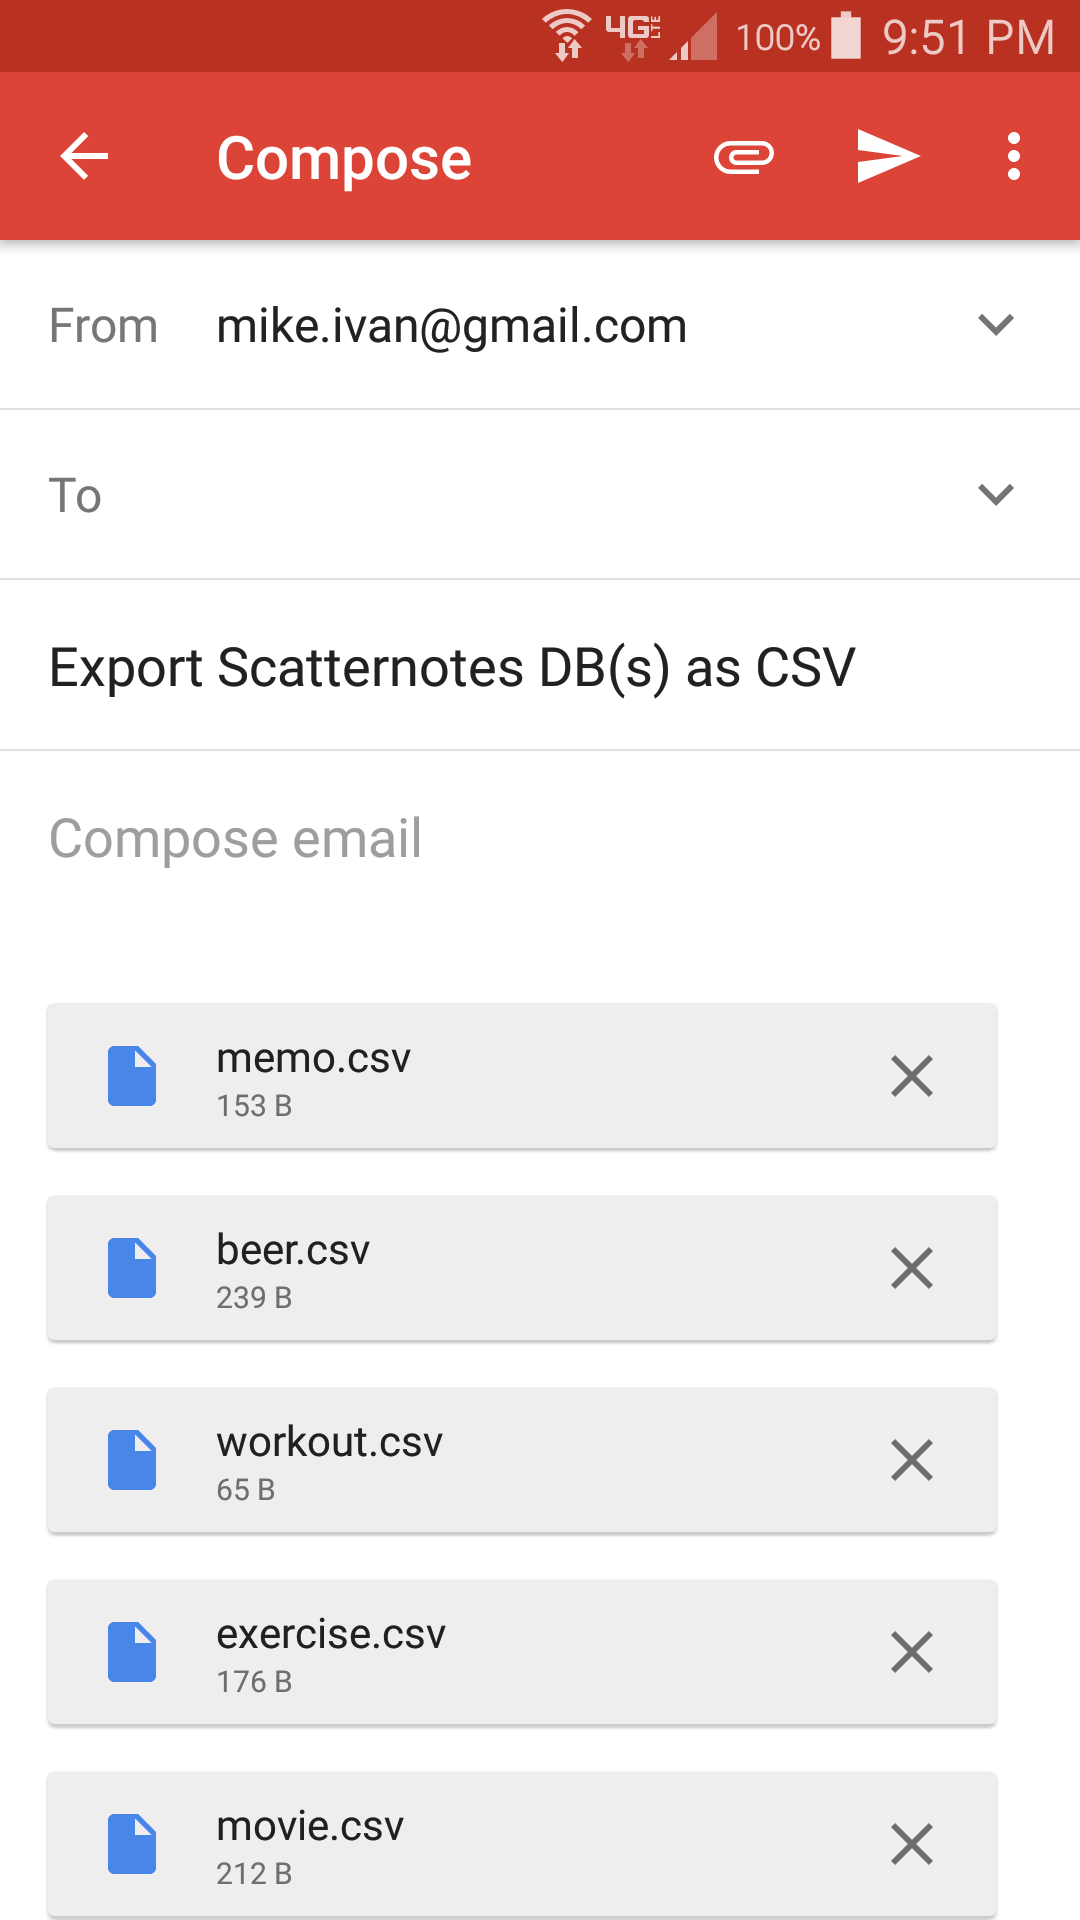 4G LTE 100% 9:51 PM
Compose
From mike.ivan@gmail.com
To
Export Scatternotes DB(s) as CSV
Compose email
memo.csv
153 B
beer.csv
239 B
workout.csv
65 B
exercise.csv
176 B
movie.csv
212 B